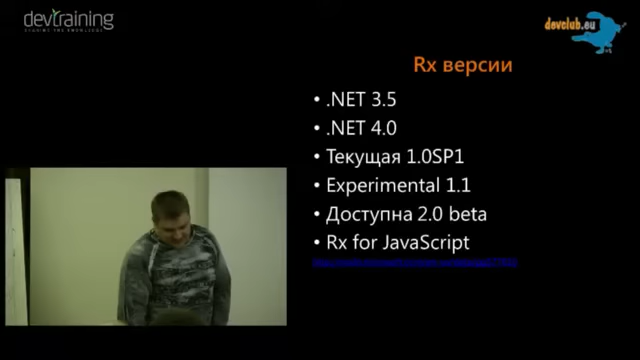 devtraining
devclub.eu
Rx версии
• .NET 3.5
• .NET 4.0
• Текущая 1.0SP1
• Experimental 1.1
• Доступна 2.0 beta
• Rx for JavaScript